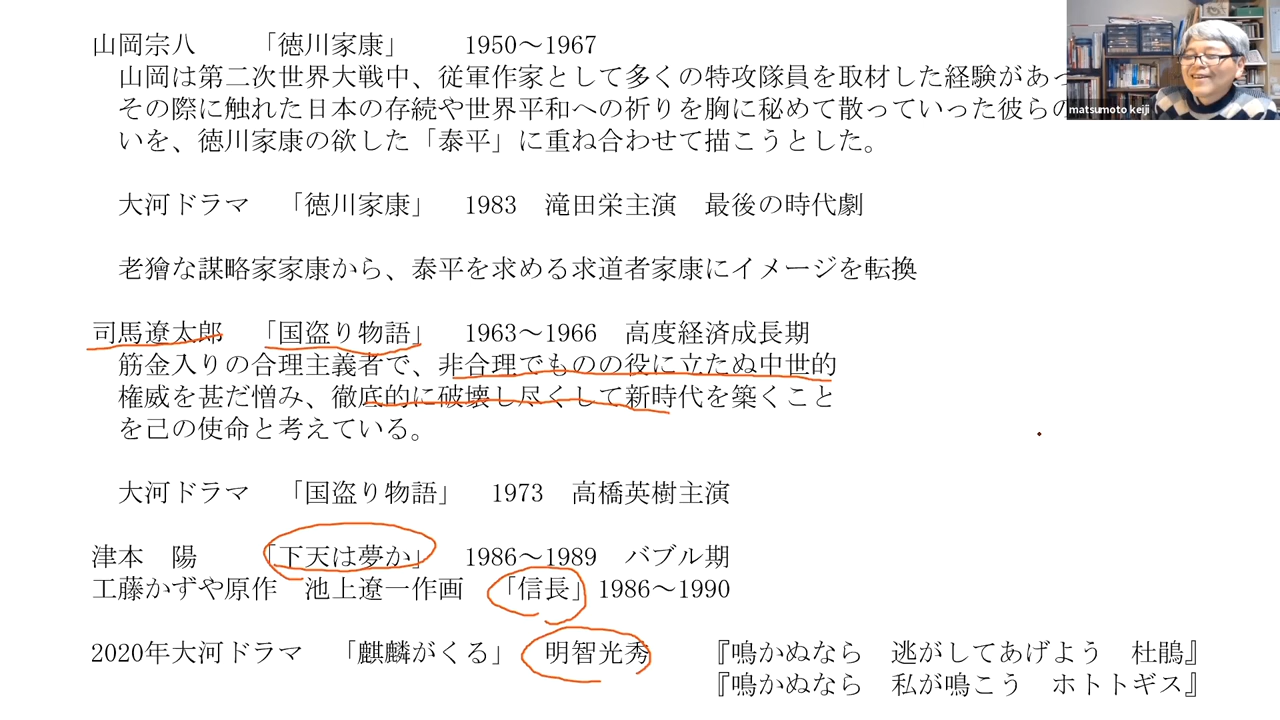 山岡宗八　　「徳川家康」　　1950～1967
山岡は第二次世界大戦中、従軍作家として多くの特攻隊員を取材した経験があっ
その際に触れた日本の存続や世界平和への祈りを胸に秘めて散っていった彼らの
いを、徳川家康の欲した「泰平」に重ね合わせて描こうとした。
matsumoto keiji
大河ドラマ　「徳川家康」　1983　滝田栄主演　最後の時代劇
老獪な謀略家家康から、泰平を求める求道者家康にイメージを転換
司馬遼太郎　「国盗り物語」　1963～1966　高度経済成長期
筋金入りの合理主義者で、非合理でものの役に立たぬ中世的
権威を甚だ憎み、徹底的に破壊し尽くして新時代を築くこと
を己の使命と考えている。
大河ドラマ　「国盗り物語」　1973　高橋英樹主演
津本　陽　　「下天は夢か」　1986～1989　バブル期
工藤かずや原作　池上遼一作画　「信長」1986～1990
2020年大河ドラマ　「麒麟がくる」　明智光秀　　『鳴かぬなら　逃がしてあげよう　杜鵑』
『鳴かぬなら　私が鳴こう　ホトトギス』